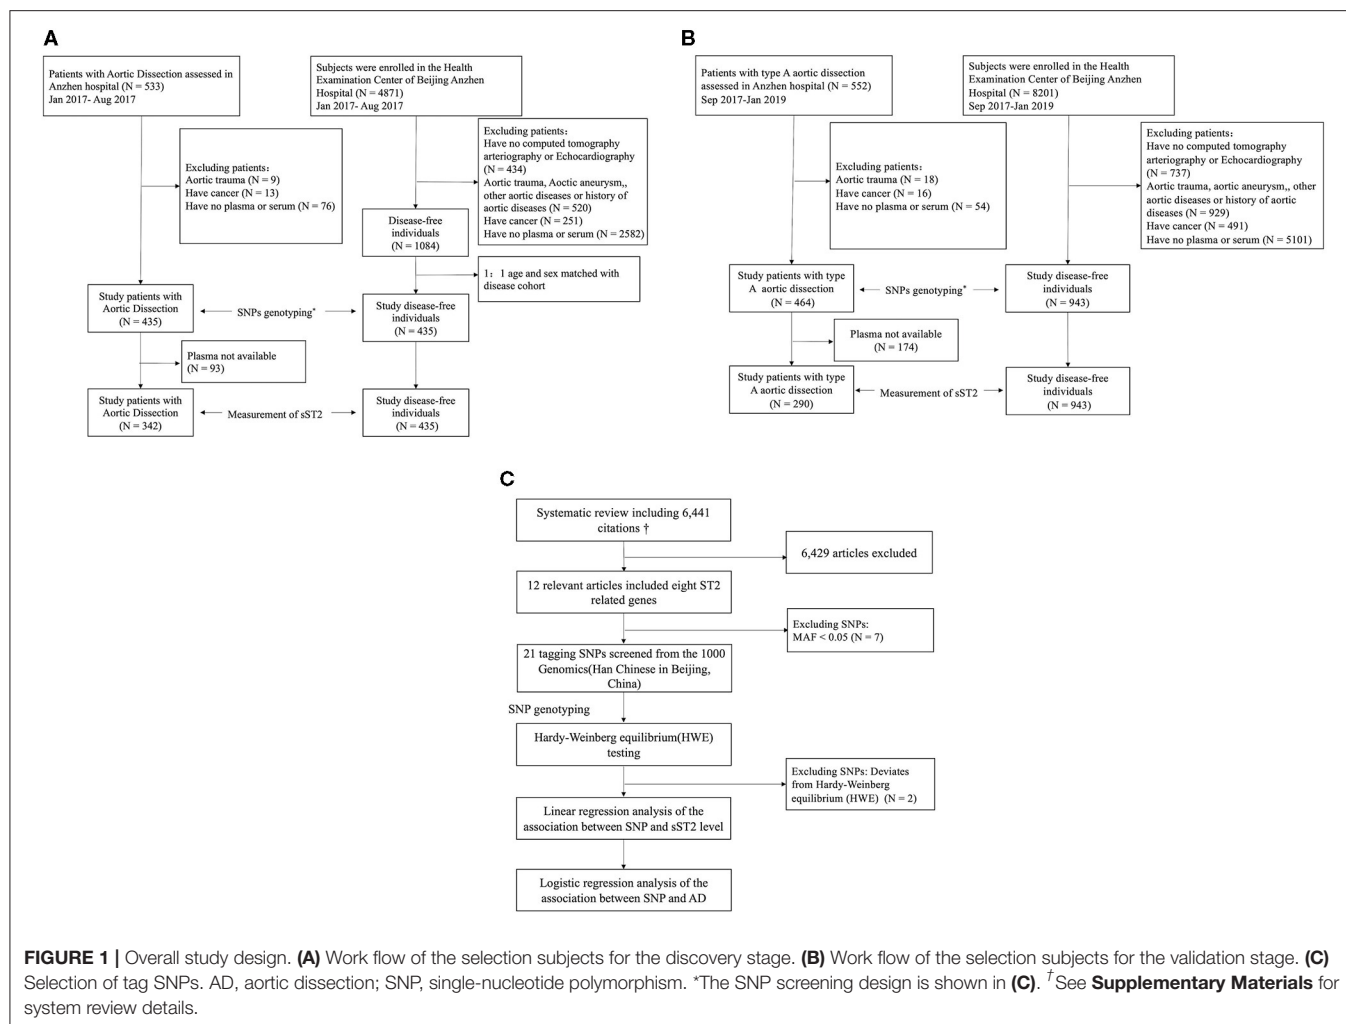 A
Patients with Aortic Dissection assessed in
Anzhen hospital (N = 533)
Jan 2017- Aug 2017
Subjects were enrolled in the Health
Examination Center of Beijing Anzhen
Hospital (N = 4871)
Jan 2017- Aug 2017
Excluding patients:
Aortic trauma (N = 9)
Have cancer (N = 13)
Have no plasma or serum (N = 76)
Excluding patients:
Have no computed tomography
arteriography or Echocardiography
(N = 434)
Aortic trauma, Aoctic aneurysm,,
other aortic diseases or history of
aortic diseases (N = 520)
Have cancer (N = 251)
Have no plasma or serum (N = 2582)
Disease-free
individuals
(N = 1084)
1: 1 age and sex matched with
disease cohort
Study patients with
Aortic Dissection
(N = 435)
SNPs genotyping*
Study disease-free
individuals
(N = 435)
Plasma not available
(N = 93)
Study patients with
Aortic Dissection
(N = 342)
Measurement of sST2
Study disease-free
individuals
(N = 435)
B
Patients with type A aortic dissection
assessed in Anzhen hospital (N = 552)
Sep 2017-Jan 2019
Subjects were enrolled in the Health
Examination Center of Beijing Anzhen
Hospital (N = 8201)
Sep 2017-Jan 2019
Excluding patients:
Aortic trauma (N = 18)
Have cancer (N = 16)
Have no plasma or serum (N = 54)
Excluding patients:
Have no computed tomography
arteriography or Echocardiography
(N = 737)
Aortic trauma, aortic aneurysm,, other
aortic diseases or history of aortic
diseases (N = 929)
Have cancer (N = 491)
Have no plasma or serum (N = 5101)
Study patients with type
A aortic dissection
(N = 464)
SNPs genotyping*
Study disease-free
individuals
(N = 943)
Plasma not available
(N = 174)
Study patients with type
A aortic dissection
(N = 290)
Measurement of sST2
Study disease-free
individuals
(N = 943)
C
Systematic review including 6,441
citations †
6,429 articles excluded
12 relevant articles included eight ST2
related genes
Excluding SNPs:
MAF < 0.05 (N = 7)
21 tagging SNPs screened from the 1000
Genomics(Han Chinese in Beijing,
China)
SNP genotyping
Hardy-Weinberg equilibrium(HWE)
testing
Excluding SNPs: Deviates
from Hardy-Weinberg
equilibrium (HWE) (N = 2)
Linear regression analysis of the
association between SNP and sST2 level
Logistic regression analysis of the
association between SNP and AD
FIGURE 1 | Overall study design. (A) Work flow of the selection subjects for the discovery stage. (B) Work flow of the selection subjects for the validation stage. (C)
Selection of tag SNPs. AD, aortic dissection; SNP, single-nucleotide polymorphism. *The SNP screening design is shown in (C). †See Supplementary Materials for
system review details.